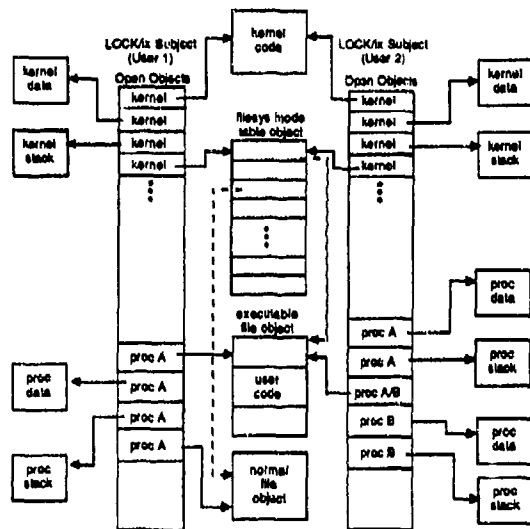 LOCK/ix Subject
(User 1)
Open Objects
kernel
kernel
kernel
kernel
proc A
proc A
proc A
proc A
kernel
data
kernel
stack
proc
data
proc
stack
kernel
code
filesys inode
table object
executable
file object
user
code
normal
file
object
LOCK/ix Subject
(User 2)
Open Objects
kernel
kernel
kernel
kernel
proc A
proc A
proc A/B
proc B
proc B
kernel
data
kernel
stack
proc
data
proc
stack
proc
data
proc
stack